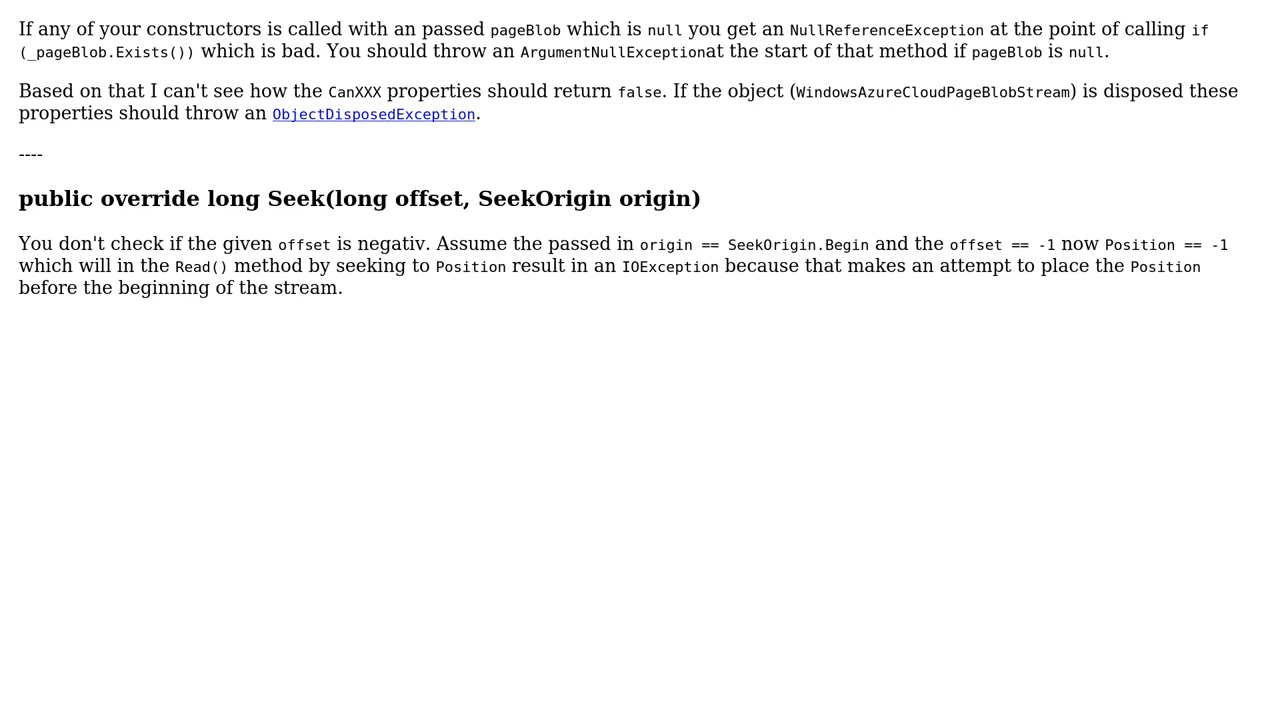 If any of your constructors is called with an passed pageBlob which is null you get an NullReferenceException at the point of calling if
(_pageBlob.Exists()) which is bad. You should throw an ArgumentNullExceptionat the start of that method if pageBlob is null.
Based on that I can't see how the CanXXX properties should return false. If the object (WindowsAzureCloudPageBlobStream) is disposed these
properties should throw an ObjectDisposedException.
----
public override long Seek(long offset, SeekOrigin origin)
You don't check if the given offset is negativ. Assume the passed in origin == SeekOrigin.Begin and the offset == -1 now Position == -1
which will in the Read() method by seeking to Position result in an IOException because that makes an attempt to place the Position
before the beginning of the stream.